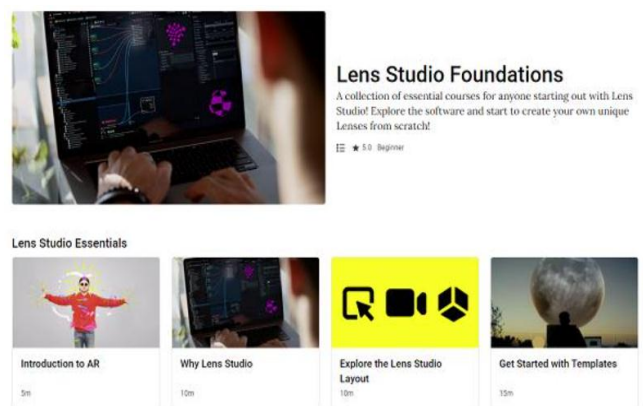 Lens Studio Foundations
A collection of essential courses for anyone starting out with Lens
Studio! Explore the software and start to create your own unique
Lenses from scratch!
5.0 Beginner
Lens Studio Essentials
Introduction to AR
5m
Why Lens Studio
10m
Explore the Lens Studio
Layout
10m
Get Started with Templates
15m